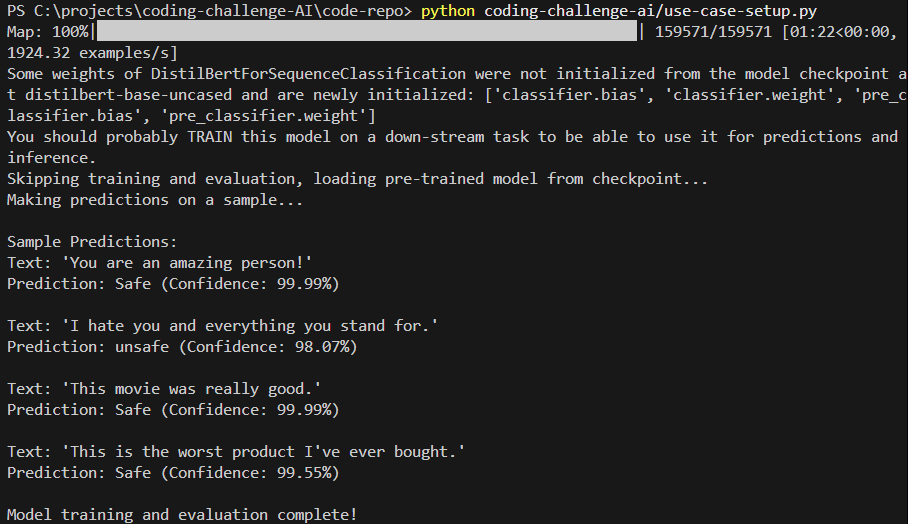 PS C:\projects\coding-challenge-AI\code-repo> python coding-challenge-ai/use-case-setup.py
Map: 100%|██████████████████████████████████████████████████████| 159571/159571 [01:22<00:00,
1924.32 examples/s]
Some weights of DistilBertForSequenceClassification were not initialized from the model checkpoint a
t distilbert-base-uncased and are newly initialized: ['classifier.bias', 'classifier.weight', 'pre_c
lassifier.bias', 'pre_classifier.weight']
You should probably TRAIN this model on a down-stream task to be able to use it for predictions and
inference.
Skipping training and evaluation, loading pre-trained model from checkpoint...
Making predictions on a sample...

Sample Predictions:
Text: 'You are an amazing person!'
Prediction: Safe (Confidence: 99.99%)

Text: 'I hate you and everything you stand for.'
Prediction: unsafe (Confidence: 98.07%)

Text: 'This movie was really good.'
Prediction: Safe (Confidence: 99.99%)

Text: 'This is the worst product I've ever bought.'
Prediction: Safe (Confidence: 99.55%)

Model training and evaluation complete!